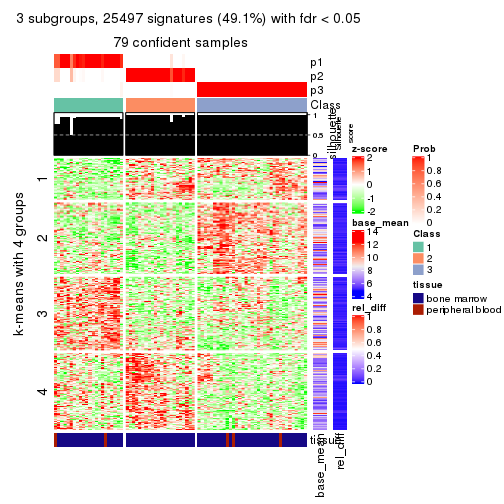 3 subgroups, 25497 signatures (49.1%) with fdr < 0.05
79 confident samples
p1
p2
p3
Class
1
0.5
0
silhouette
Silhouette
score
k-means with 4 groups
1
2
3
4
tissue
base_mean
rel_diff
z-score
2
1
0
-1
-2
base_mean
14
12
10
8
6
4
rel_diff
1
0.8
0.6
0.4
0.2
0
Prob
1
0.8
0.6
0.4
0.2
0
Class
1
2
3
tissue
bone marrow
peripheral blood